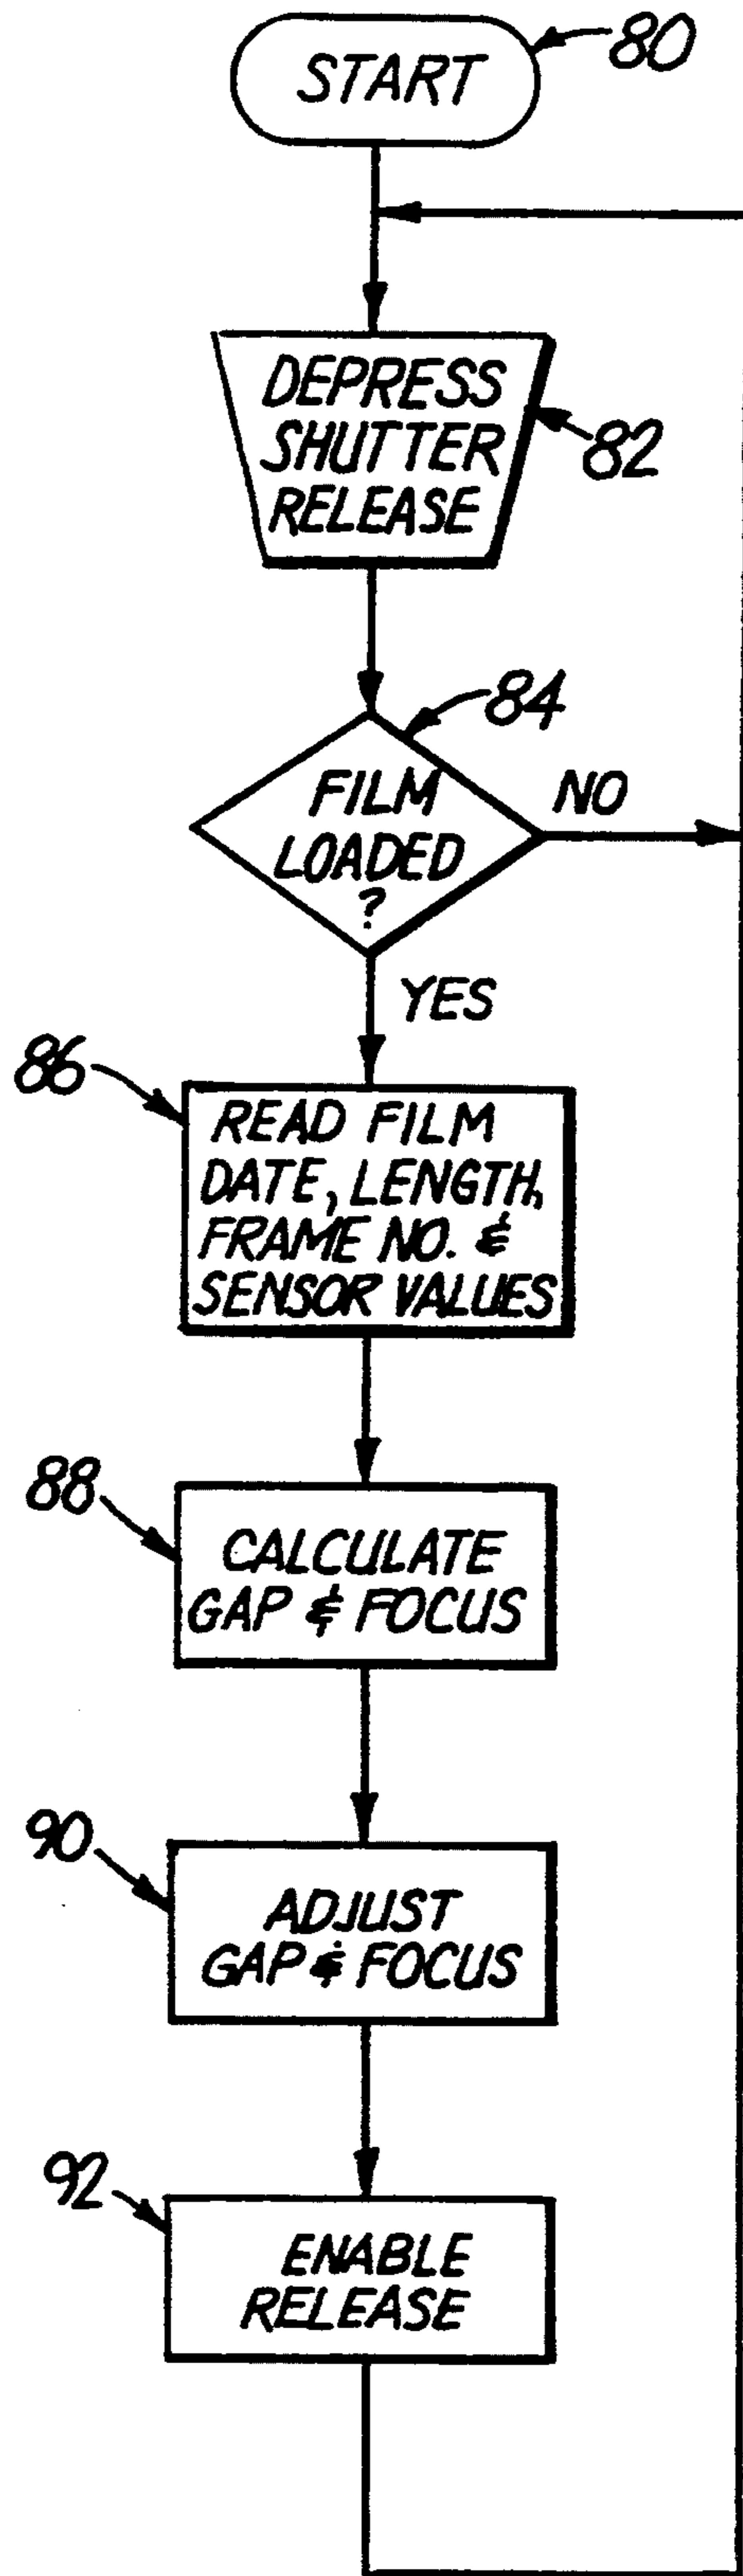 START
80
DEPRESS
SHUTTER
RELEASE
82
84
FILM
LOADED
?
NO
YES
86
READ FILM
DATE, LENGTH,
FRAME NO. &
SENSOR VALUES
88
CALCULATE
GAP & FOCUS
90
ADJUST
GAP & FOCUS
92
ENABLE
RELEASE